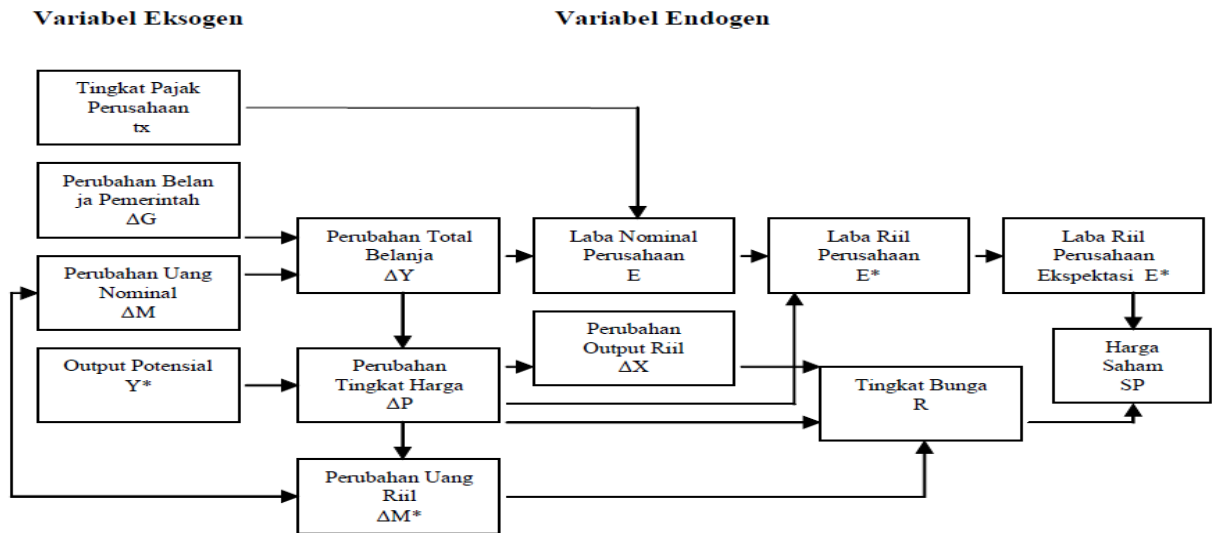 Variabel Eksogen
Variabel Endogen
Tingkat Pajak
Perusahaan
tx
Perubahan Belan
ja Pemerintah
ΔG
Perubahan Uang
Nominal
ΔM
Output Potensial
Y*
Perubahan Total
Belanja
ΔY
Perubahan
Tingkat Harga
ΔP
Perubahan Uang
Riil
ΔM*
Laba Nominal
Perusahaan
E
Perubahan
Output Riil
ΔX
Laba Riil
Perusahaan
E*
Tingkat Bunga
R
Laba Riil
Perusahaan
Ekspektasi E*
Harga
Saham
SP